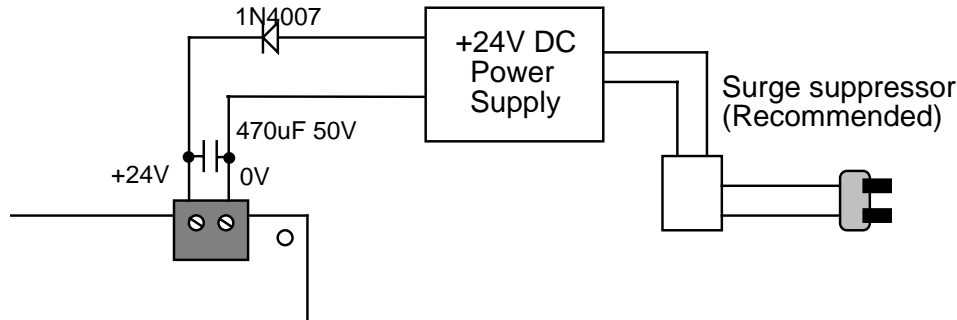 1N4007
+24V DC
Power
Supply
Surge suppressor
(Recommended)
470uF 50V
+24V
0V